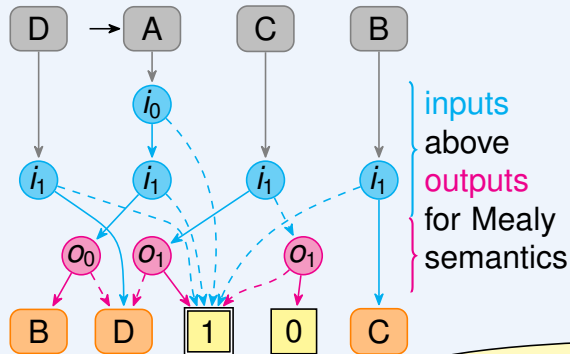 D A C B
i₀
inputs
above
i₁ i₁ i₁ i₁
outputs
for Mealy
o₀ o₁ o₁
semantics
B D 1 0 C